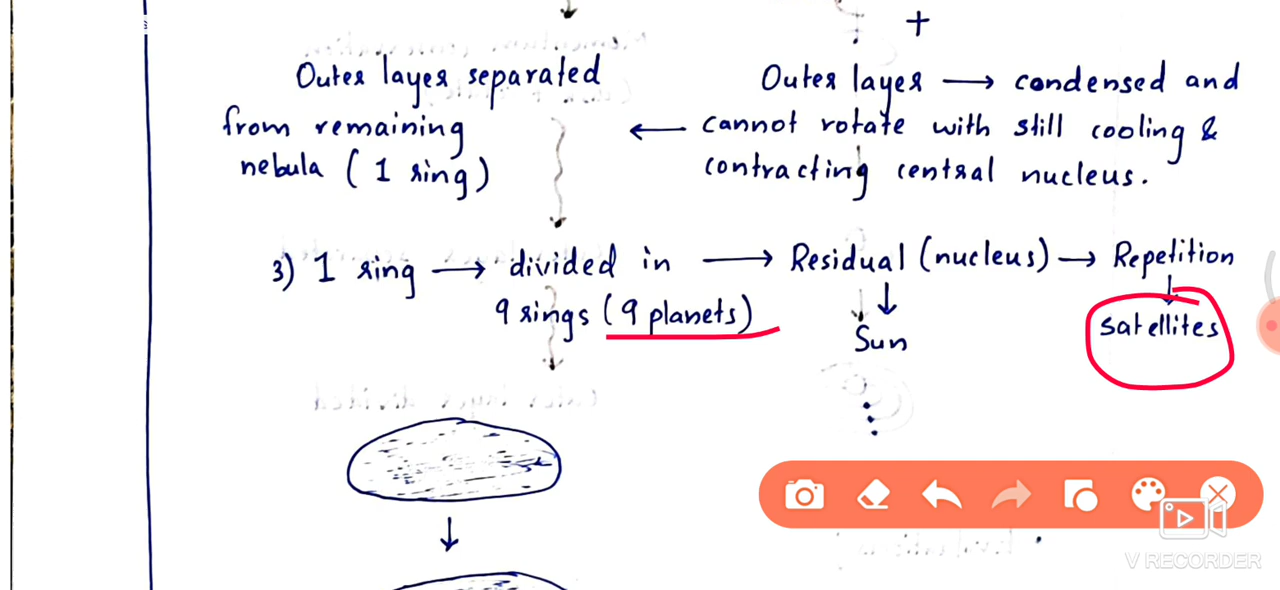 +
Outer layer separated
from remaining
nebula ( 1 ring )
Outer layer → condensed and
← cannot rotate with still cooling &
contracting central nucleus.
3) 1 ring → divided in → Residual (nucleus) → Repetition
9 rings (9 planets) ↓ ↓
Sun
satellites
V RECORDER